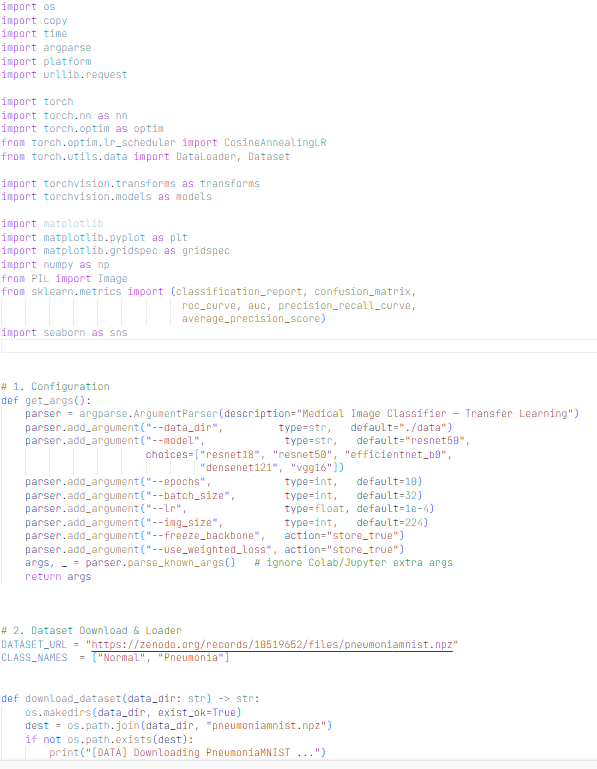 import os
import copy
import time
import argparse
import platform
import urllib.request
import torch
import torch.nn as nn
import torch.optim as optim
from torch.optim.lr_scheduler import CosineAnnealingLR
from torch.utils.data import DataLoader, Dataset
import torchvision.transforms as transforms
import torchvision.models as models
import matplotlib
import matplotlib.pyplot as plt
import matplotlib.gridspec as gridspec
import numpy as np
from PIL import Image
from sklearn.metrics import (classification_report, confusion_matrix,
                             roc_curve, auc, precision_recall_curve,
                             average_precision_score)
import seaborn as sns
# 1. Configuration
def get_args():
    parser = argparse.ArgumentParser(description="Medical Image Classifier — Transfer Learning")
    parser.add_argument("--data_dir",         type=str,   default="./data")
    parser.add_argument("--model",             type=str,   default="resnet50",
                        choices=["resnet18", "resnet50", "efficientnet_b0",
                                 "densenet121", "vgg16"])
    parser.add_argument("--epochs",            type=int,   default=10)
    parser.add_argument("--batch_size",        type=int,   default=32)
    parser.add_argument("--lr",                type=float, default=1e-4)
    parser.add_argument("--img_size",          type=int,   default=224)
    parser.add_argument("--freeze_backbone",   action="store_true")
    parser.add_argument("--use_weighted_loss", action="store_true")
    args, _ = parser.parse_known_args()   # ignore Colab/Jupyter extra args
    return args
# 2. Dataset Download & Loader
DATASET_URL = "https://zenodo.org/records/10519652/files/pneumoniamnist.npz"
CLASS_NAMES  = ["Normal", "Pneumonia"]
def download_dataset(data_dir: str) -> str:
    os.makedirs(data_dir, exist_ok=True)
    dest = os.path.join(data_dir, "pneumoniamnist.npz")
    if not os.path.exists(dest):
        print("[DATA] Downloading PneumoniaMNIST ...")